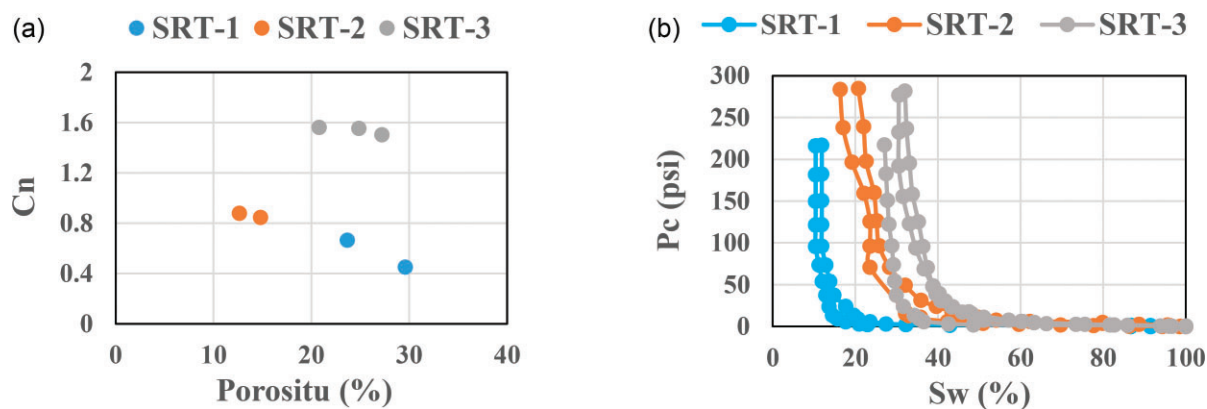 (a)
SRT-1 SRT-2 SRT-3
2
1.6
1.2
0.8
0.4
0
Cn
0 10 20 30 40
Porositu (%)
(b)
SRT-1 SRT-2 SRT-3
300
250
200
150
100
50
0
Pc (psi)
0 20 40 60 80 100
Sw (%)